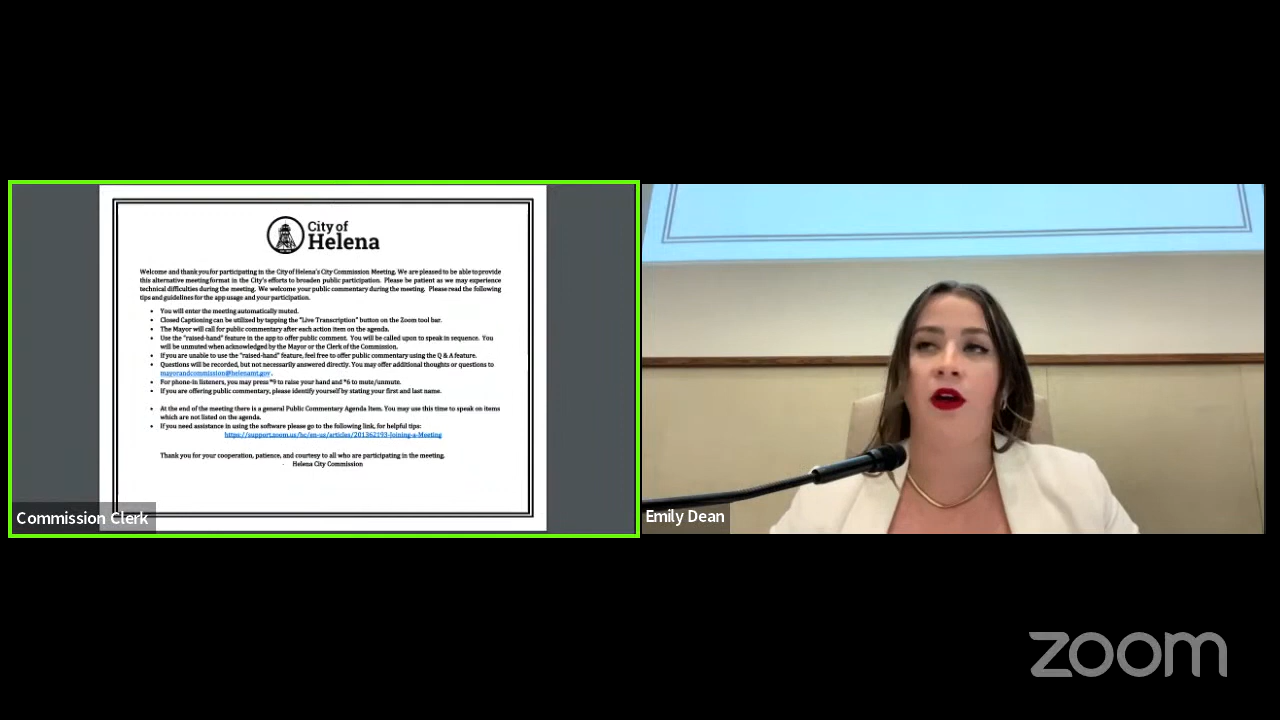 City of
Helena
Welcome and thank you for participating in the City of Helena's City Commission Meeting. We are pleased to be able to provide
this alternative meeting format in the City's efforts to broaden public participation. Please be patient as we may experience
technical difficulties during the meeting. We welcome your public commentary during the meeting. Please read the following
tips and guidelines for the app usage and your participation.
• You will enter the meeting automatically muted.
• Closed Captioning can be utilized by tapping the "Live Transcription" button on the Zoom tool bar.
• The Mayor will call for public commentary after each action item on the agenda.
• Use the "raised-hand" feature in the app to offer public comment. You will be called upon to speak in sequence. You
will be unmuted when acknowledged by the Mayor or the Clerk of the Commission.
• If you are unable to use the "raised-hand" feature, feel free to offer public commentary using the Q & A feature.
• Questions will be recorded, but not necessarily answered directly. You may offer additional thoughts or questions to
mayorandcommission@helenamt.gov.
• For phone-in listeners, you may press *9 to raise your hand and *6 to mute/unmute.
• If you are offering public commentary, please identify yourself by stating your first and last name.
• At the end of the meeting there is a general Public Commentary Agenda Item. You may use this time to speak on items
which are not listed on the agenda.
• If you need assistance in using the software please go to the following link, for helpful tips:
https://support.zoom.us/hc/en-us/articles/201362193-Joining-a-Meeting
Thank you for your cooperation, patience, and courtesy to all who are participating in the meeting.
- Helena City Commission
Commission Clerk
Emily Dean
zoom